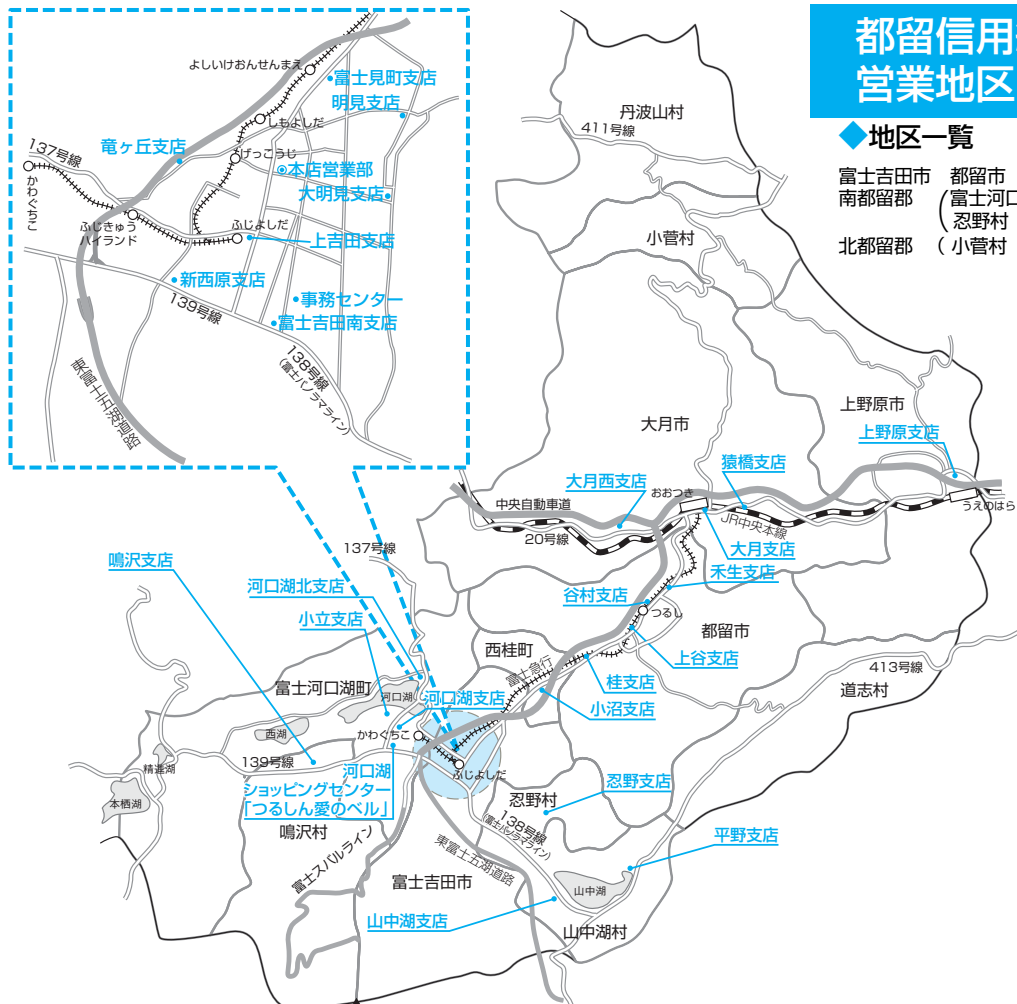 都留信用
営業地区
◆地区一覧
富士吉田市 都留市
南都留郡 (富士河口
忍野村
北都留郡 ( 小菅村
よしいけおんせんまえ
富士見町支店
明見支店
しもよしだ
竜ヶ丘支店
げっこうじ
137号線
本店営業部
かわぐちこ
大明見支店
ふじきゅう
ハイランド
ふじよしだ
上吉田支店
新西原支店
139号線
事務センター
富士吉田南支店
138号線
(富士パノラマライン)
東富士五湖道路
丹波山村
411号線
小菅村
上野原市
大月市
上野原支店
猿橋支店
大月西支店
おおつき
中央自動車道
うえのはら
JR中央本線
20号線
大月支店
137号線
鳴沢支店
河口湖北支店
禾生支店
谷村支店
つるし
小立支店
都留市
西桂町
上谷支店
富士急行
413号線
桂支店
道志村
富士河口湖町
河口湖
河口湖支店
小沼支店
西湖
かわぐちこ
精進湖
139号線
ふじよしだ
河口湖
ショッピングセンター
「つるしん愛のベル」
本栖湖
忍野支店
忍野村
鳴沢村
138号線
(富士パノラマライン)
平野支店
富士スバルライン
東富士五湖道路
富士吉田市
山中湖
山中湖支店
山中湖村